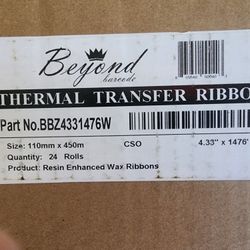 Beyond
barcode
THERMAL TRANSFER RIBBO
Part No.BBZ4331476W
Size: 110mm x 450m CSO 4.33" x 1476'
Quantity: 24 Rolls
Product: Resin Enhanced Wax Ribbons